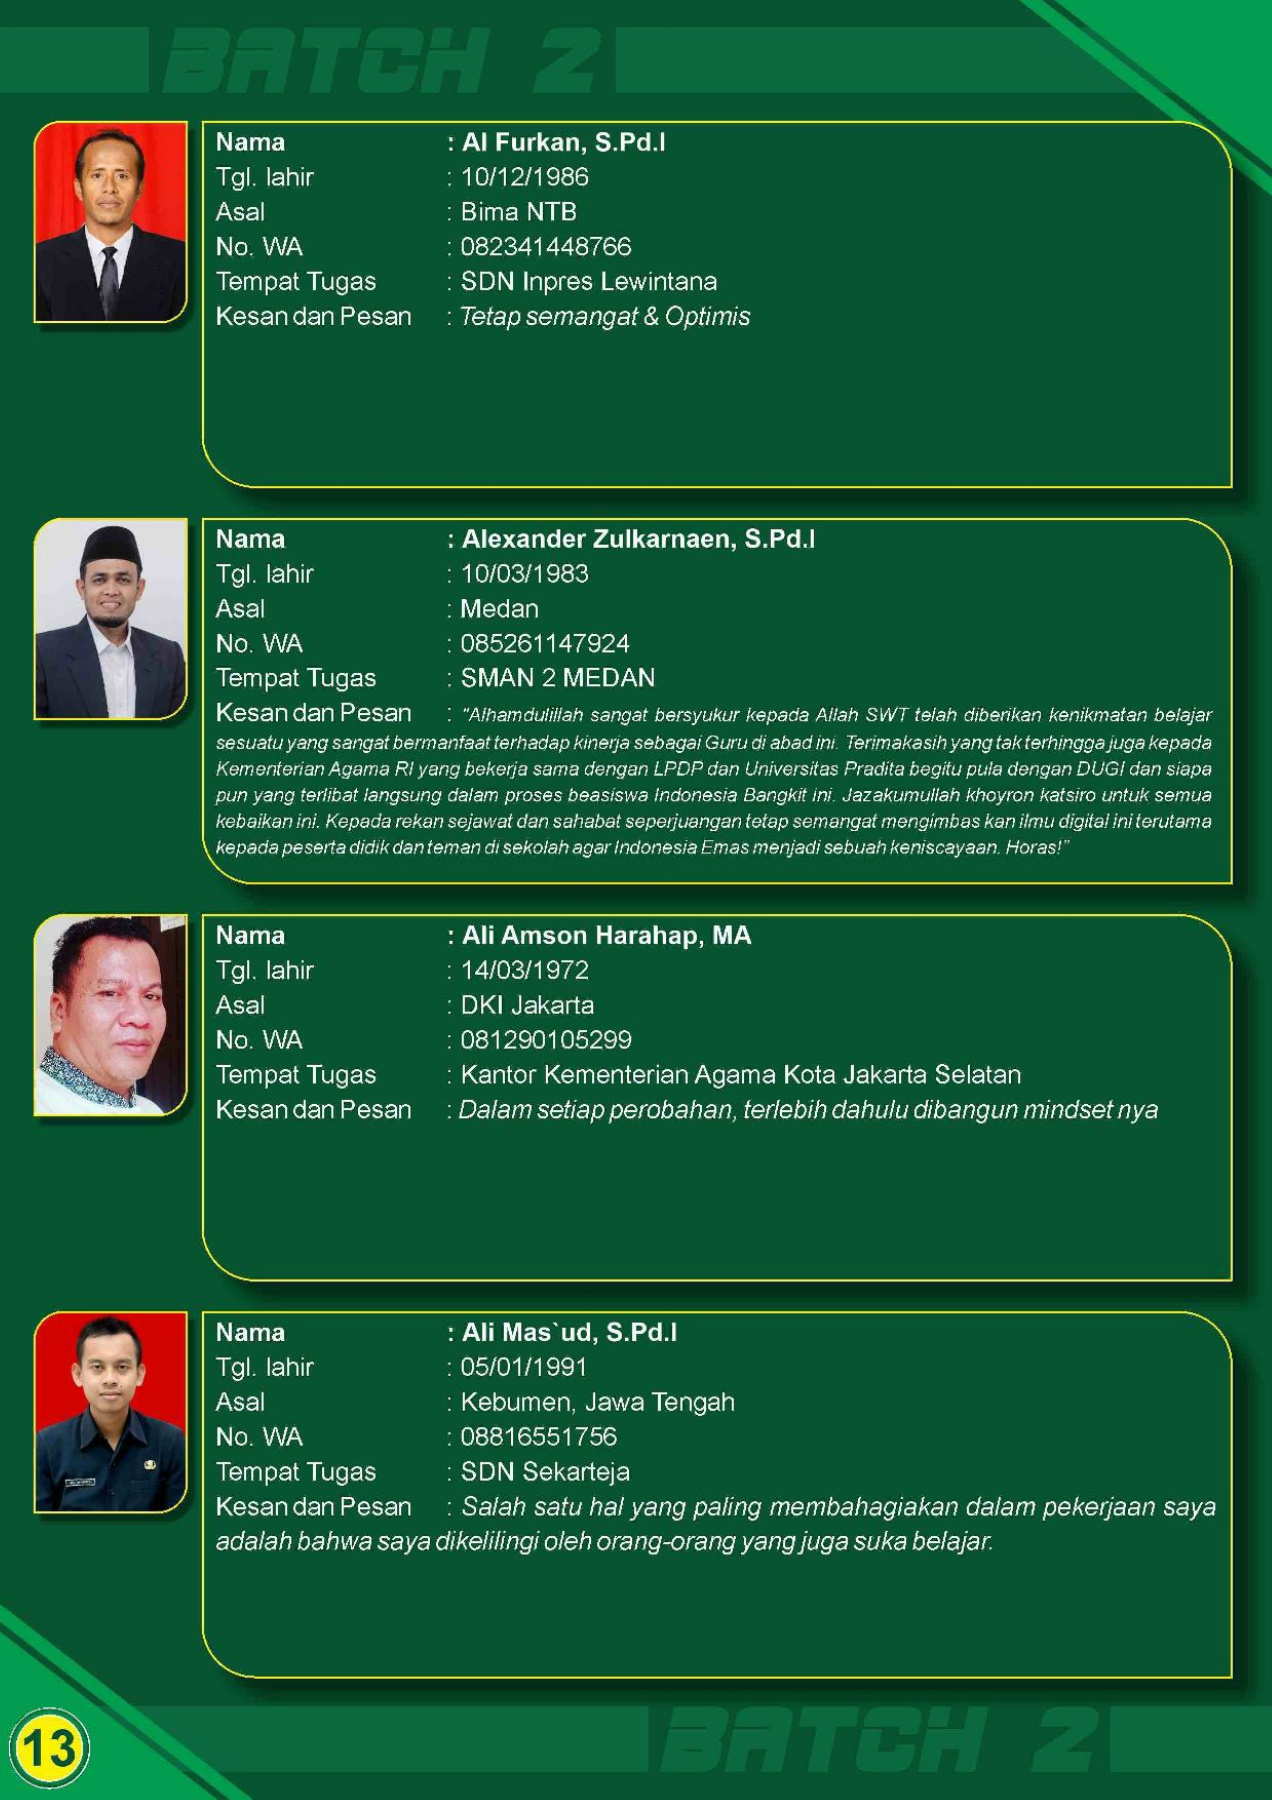 BATCH 2
Nama : Al Furkan, S.Pd.I
Tgl. lahir : 10/12/1986
Asal : Bima NTB
No. WA : 082341448766
Tempat Tugas : SDN Inpres Lewintana
Kesan dan Pesan : Tetap semangat & Optimis
Nama : Alexander Zulkarnaen, S.Pd.I
Tgl. lahir : 10/03/1983
Asal : Medan
No. WA : 085261147924
Tempat Tugas : SMAN 2 MEDAN
Kesan dan Pesan : "Alhamdulillah sangat bersyukur kepada Allah SWT telah diberikan kenikmatan belajar
sesuatu yang sangat bermanfaat terhadap kinerja sebagai Guru di abad ini. Terimakasih yang tak terhingga juga kepada
Kementerian Agama RI yang bekerja sama dengan LPDP dan Universitas Pradita begitu pula dengan DUGI dan siapa
pun yang terlibat langsung dalam proses beasiswa Indonesia Bangkit ini. Jazakumullah khoyron katsiro untuk semua
kebaikan ini. Kepada rekan sejawat dan sahabat seperjuangan tetap semangat mengimbas kan ilmu digital ini terutama
kepada peserta didik dan teman di sekolah agar Indonesia Emas menjadi sebuah keniscayaan. Horas!"
Nama : Ali Amson Harahap, MA
Tgl. lahir : 14/03/1972
Asal : DKI Jakarta
No. WA : 081290105299
Tempat Tugas : Kantor Kementerian Agama Kota Jakarta Selatan
Kesan dan Pesan : Dalam setiap perobahan, terlebih dahulu dibangun mindset nya
Nama : Ali Mas`ud, S.Pd.I
Tgl. lahir : 05/01/1991
Asal : Kebumen, Jawa Tengah
No. WA : 08816551756
Tempat Tugas : SDN Sekarteja
Kesan dan Pesan : Salah satu hal yang paling membahagiakan dalam pekerjaan saya
adalah bahwa saya dikelilingi oleh orang-orang yang juga suka belajar.
13
BATCH 2